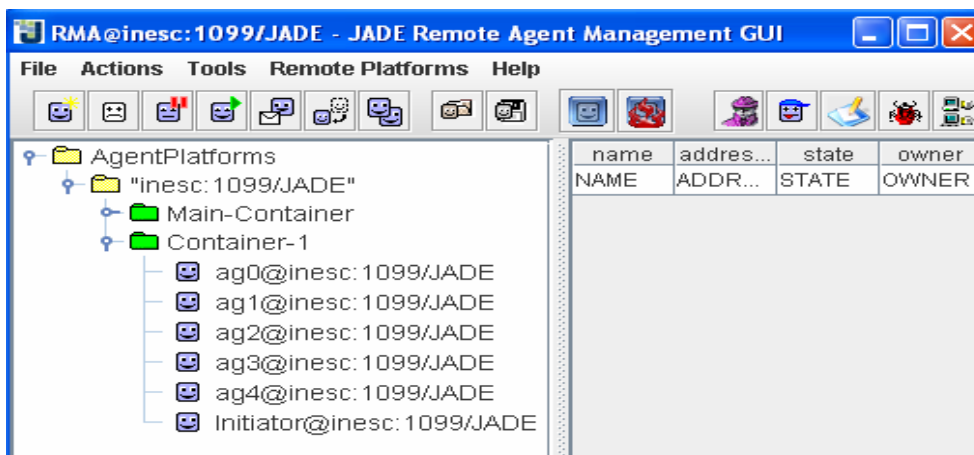 RMA@inesc:1099/JADE - JADE Remote Agent Management GUI
File Actions Tools Remote Platforms Help
AgentPlatforms
"inesc:1099/JADE"
Main-Container
Container-1
ag0@inesc:1099/JADE
ag1@inesc:1099/JADE
ag2@inesc:1099/JADE
ag3@inesc:1099/JADE
ag4@inesc:1099/JADE
Initiator@inesc:1099/JADE
name addres... state owner
NAME ADDR... STATE OWNER